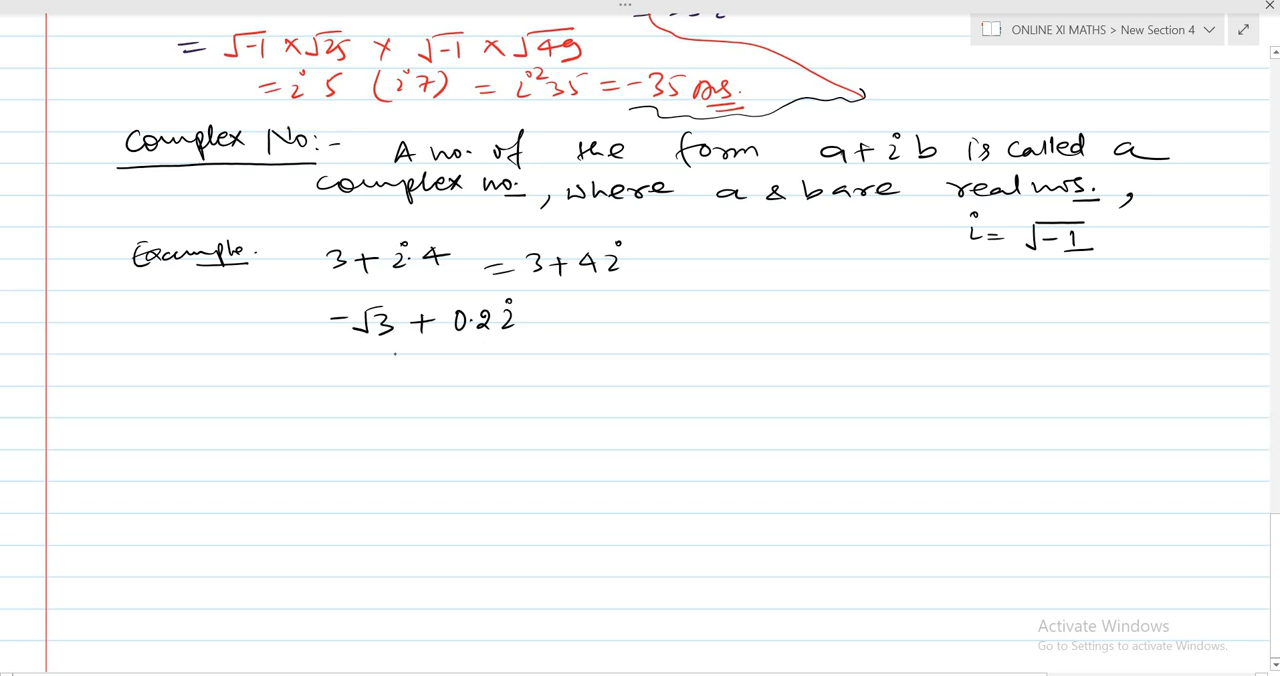 ONLINE XI MATHS > New Section 4
= √-1 × √25 × √-1 × √49
= i 5 (i 7) = i² 35 = -35 Ans.
Complex No:- A no. of the form a + i b is called a
complex no., where a & b are real nos.,
i = √-1
Example. 3 + i·4 = 3 + 4i
-√3 + 0.2i
Activate Windows
Go to Settings to activate Windows.